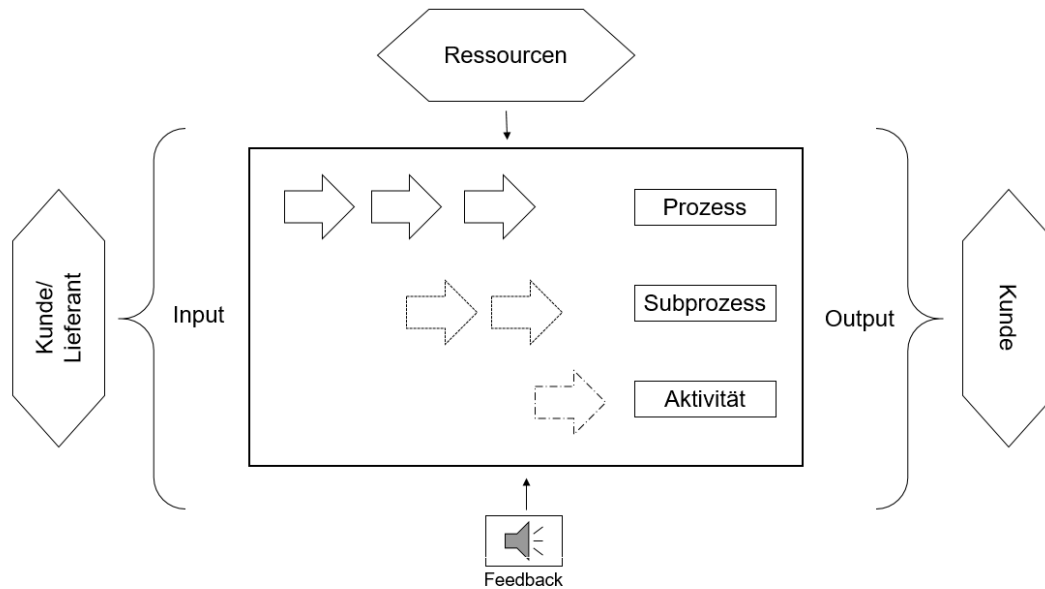 Ressourcen
Kunde/
Lieferant
Input
Prozess
Subprozess
Aktivität
Output
Kunde
Feedback